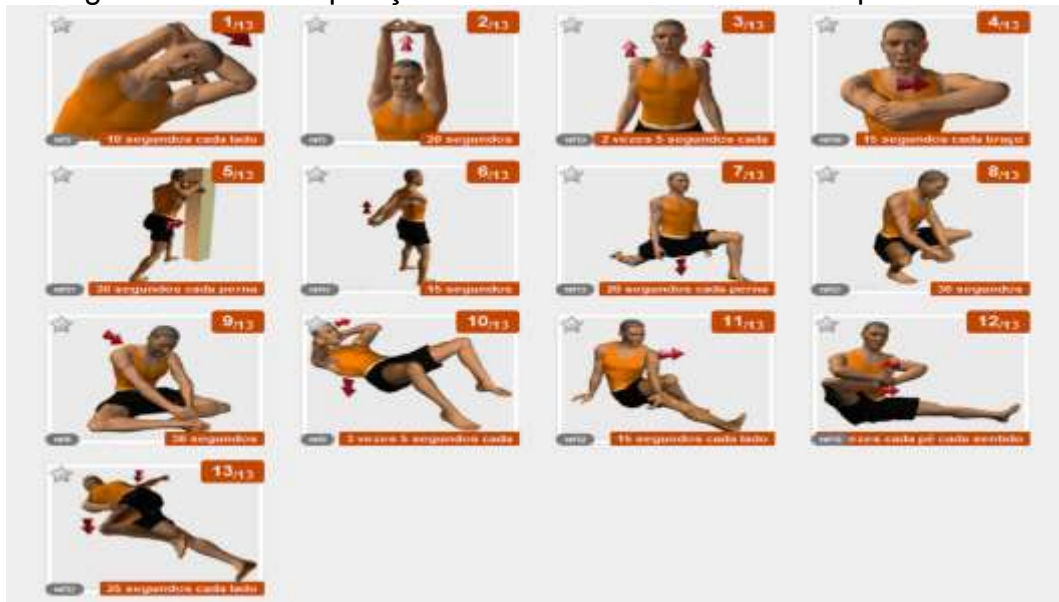 1/13
10 segundos cada lado
2/13
20 segundos
3/13
2 vezes 5 segundos cada
4/13
15 segundos cada braço
5/13
30 segundos cada perna
6/13
15 segundos
7/13
20 segundos cada perna
8/13
30 segundos
9/13
30 segundos
10/13
3 vezes 5 segundos cada
11/13
15 segundos cada lado
12/13
ezes cada pé cada sentido
13/13
25 segundos cada lado